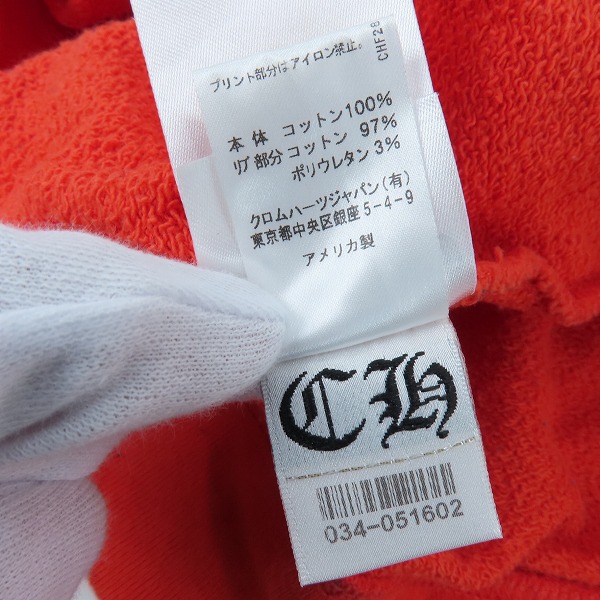 プリント部分はアイロン禁止。
CHF28
本 体 コットン100%
リブ部分 コットン 97%
ポリウレタン 3%
クロムハーツジャパン(有)
東京都中央区銀座5-4-9
アメリカ製
CH
034-051602